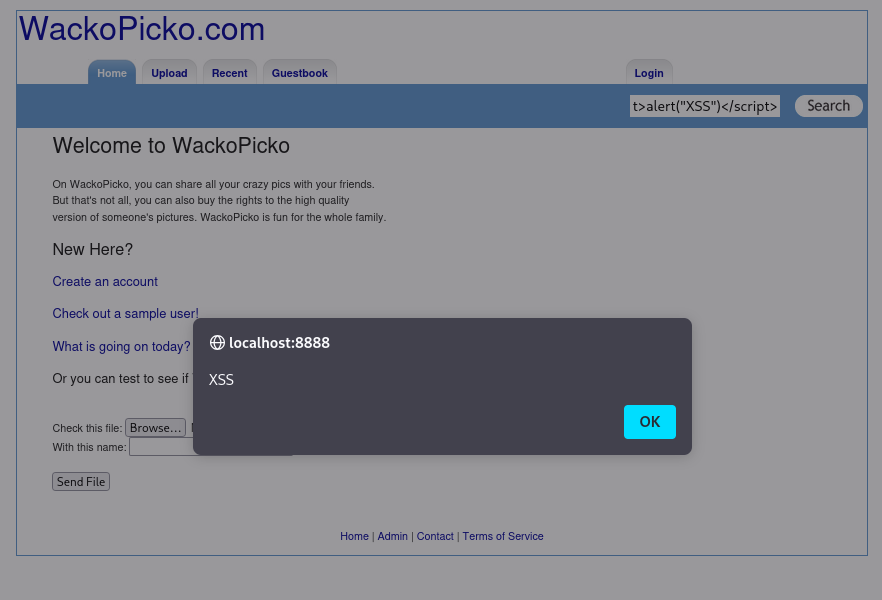 WackoPicko.com
Home Upload Recent Guestbook Login
t>alert("XSS")</script> Search
Welcome to WackoPicko
On WackoPicko, you can share all your crazy pics with your friends.
But that's not all, you can also buy the rights to the high quality
version of someone's pictures. WackoPicko is fun for the whole family.
New Here?
Create an account
Check out a sample user!
What is going on today?
Or you can test to see if
localhost:8888
XSS
OK
Check this file: Browse...
With this name:
Send File
Home | Admin | Contact | Terms of Service